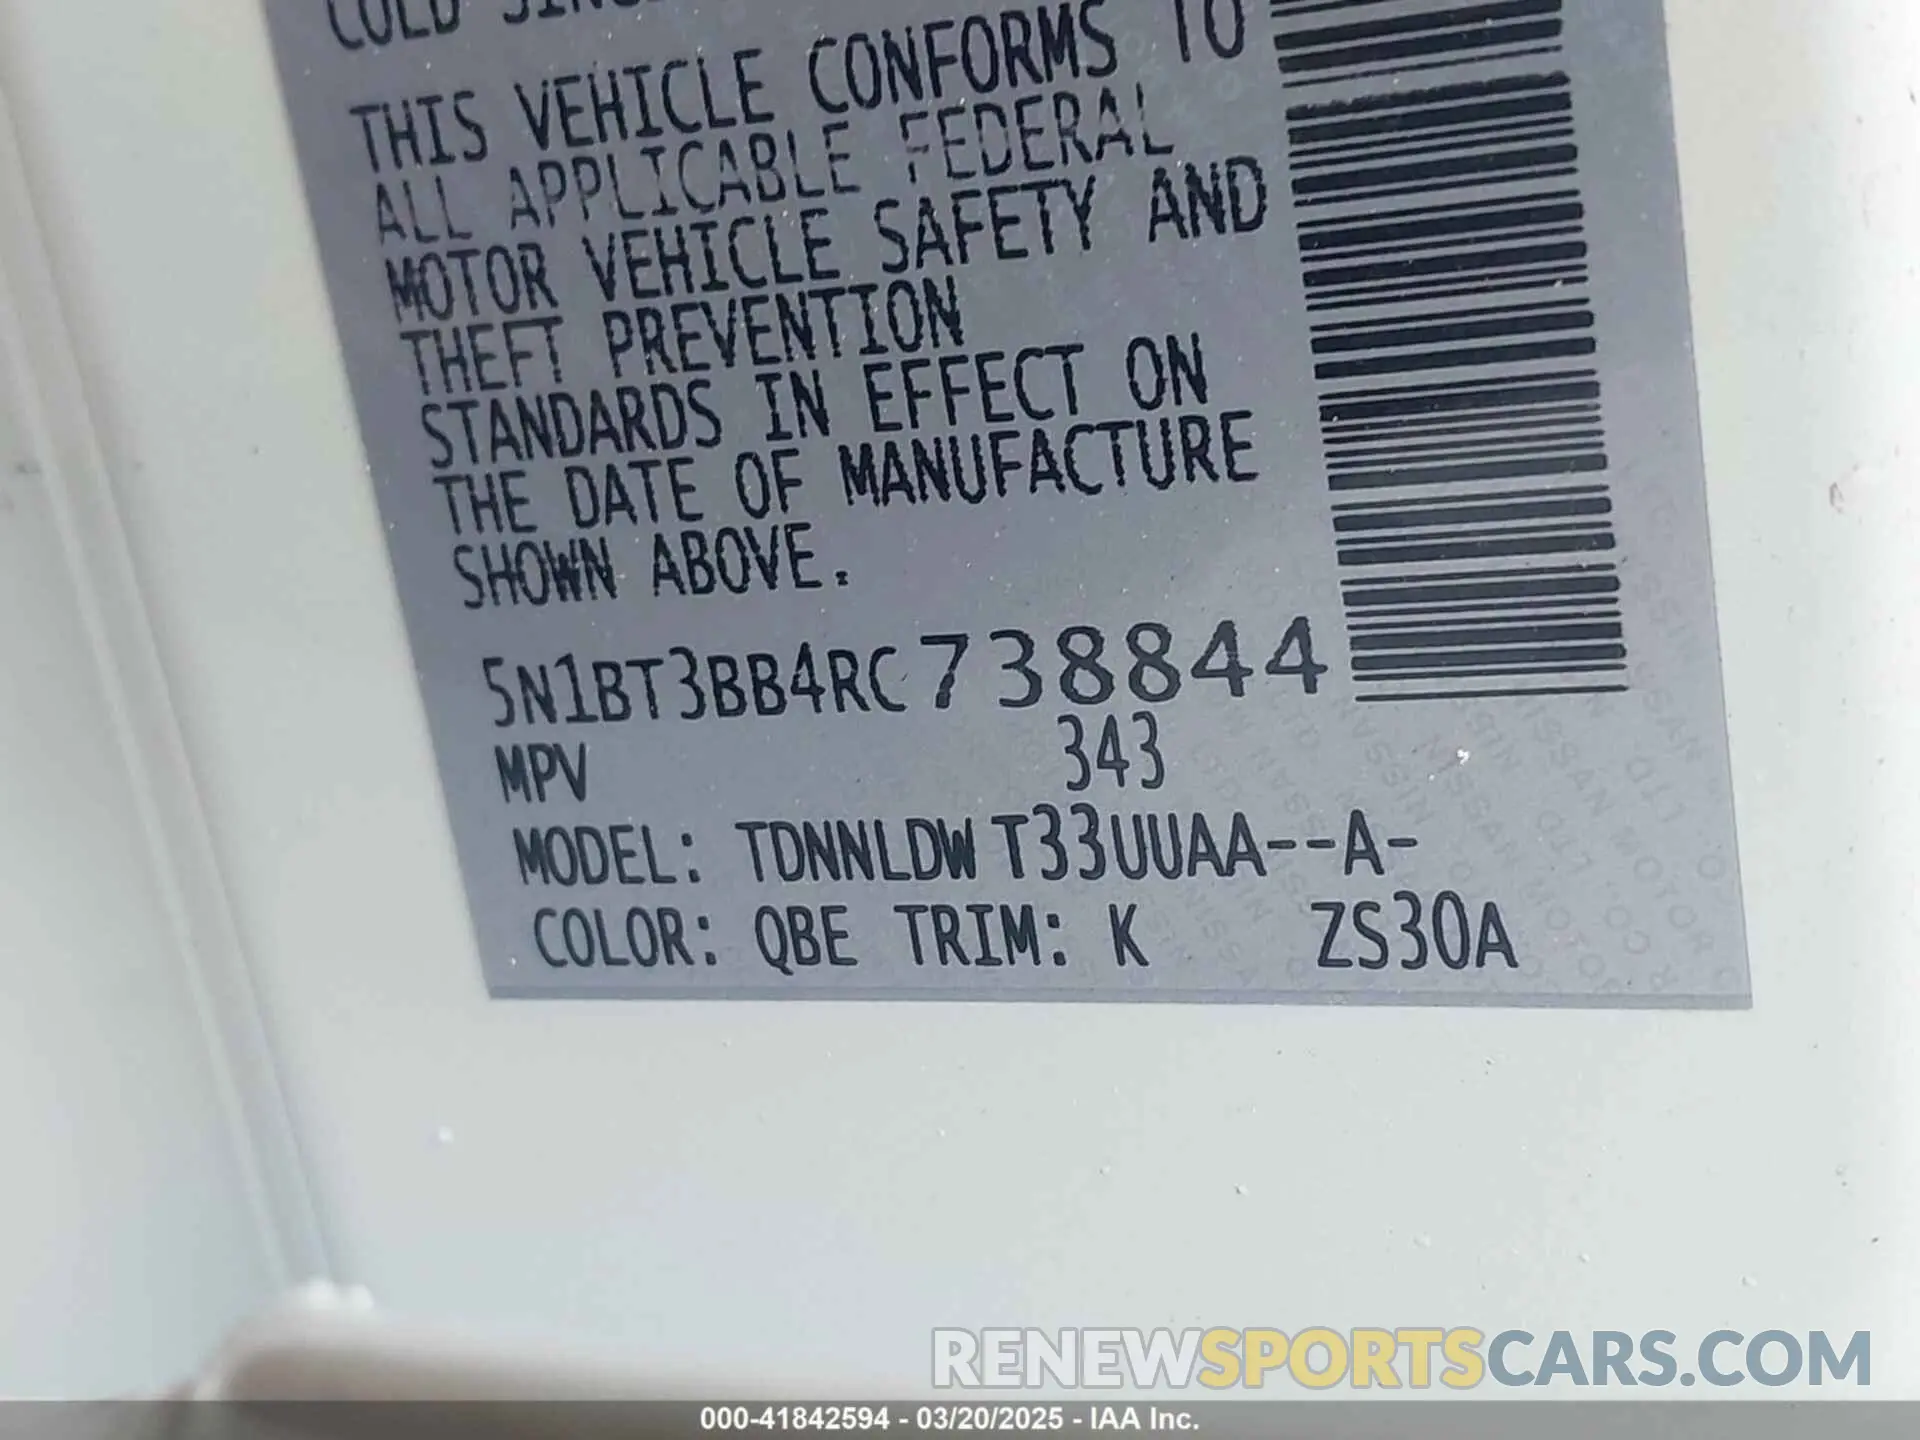 COLD
THIS VEHICLE CONFORMS TO
ALL APPLICABLE FEDERAL
MOTOR VEHICLE SAFETY AND
THEFT PREVENTION
STANDARDS IN EFFECT ON
THE DATE OF MANUFACTURE
SHOWN ABOVE.
5N1BT3BB4RC738844
MPV 343
MODEL: TDNNLDW T33UUAA--A-
COLOR: QBE TRIM: K ZS30A
RENEWSPORTSCARS.COM
000-41842594 - 03/20/2025 - IAA Inc.